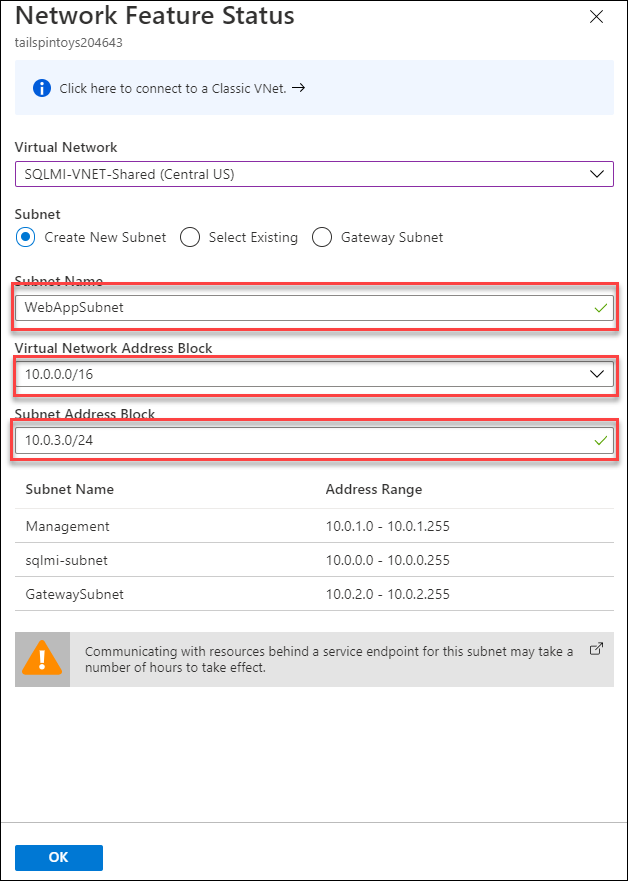 Network Feature Status
tailspintoys204643
Click here to connect to a Classic VNet. →
Virtual Network
SQLMI-VNET-Shared (Central US)
Subnet
Create New Subnet Select Existing Gateway Subnet
Subnet Name
WebAppSubnet
Virtual Network Address Block
10.0.0.0/16
Subnet Address Block
10.0.3.0/24
Subnet Name Address Range
Management 10.0.1.0 - 10.0.1.255
sqlmi-subnet 10.0.0.0 - 10.0.0.255
GatewaySubnet 10.0.2.0 - 10.0.2.255
Communicating with resources behind a service endpoint for this subnet may take a
number of hours to take effect.
OK